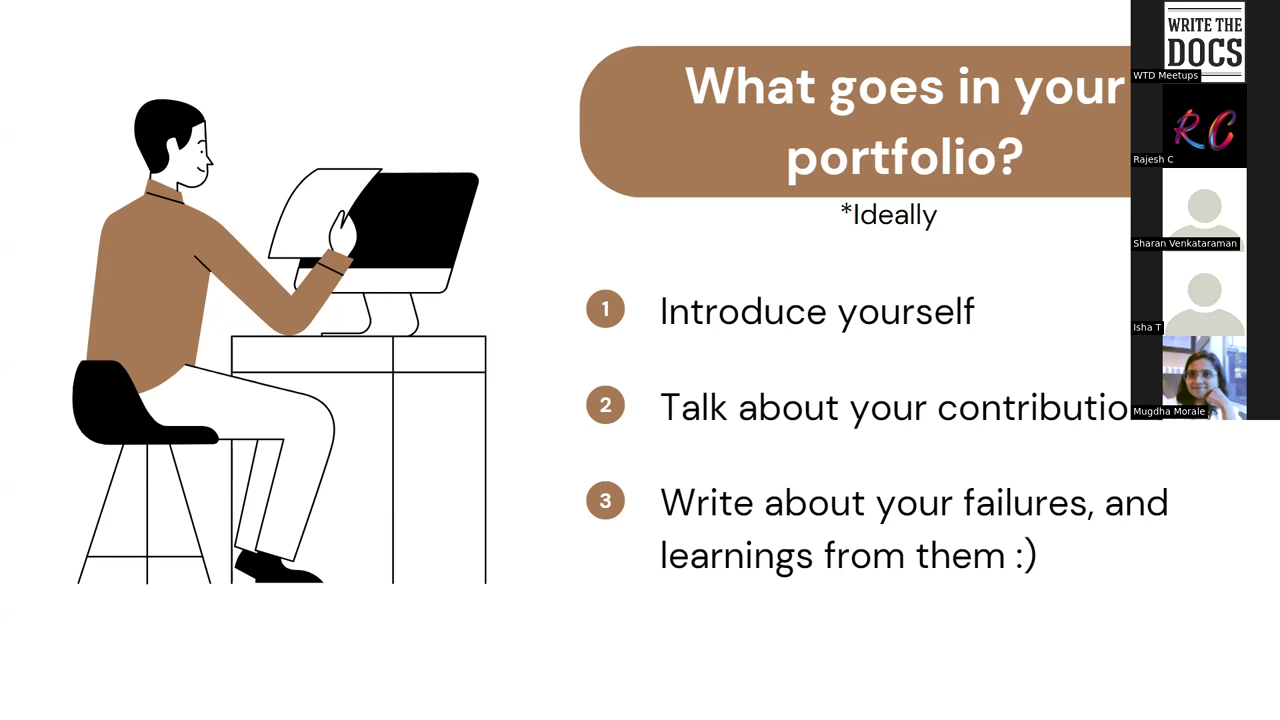 What goes in your
portfolio?
*Ideally
1 Introduce yourself
2 Talk about your contributio
3 Write about your failures, and
learnings from them :)
WRITE THE
DOCS
WTD Meetups
RC
Rajesh C
Sharan Venkataraman
Isha T
Mugdha Morale